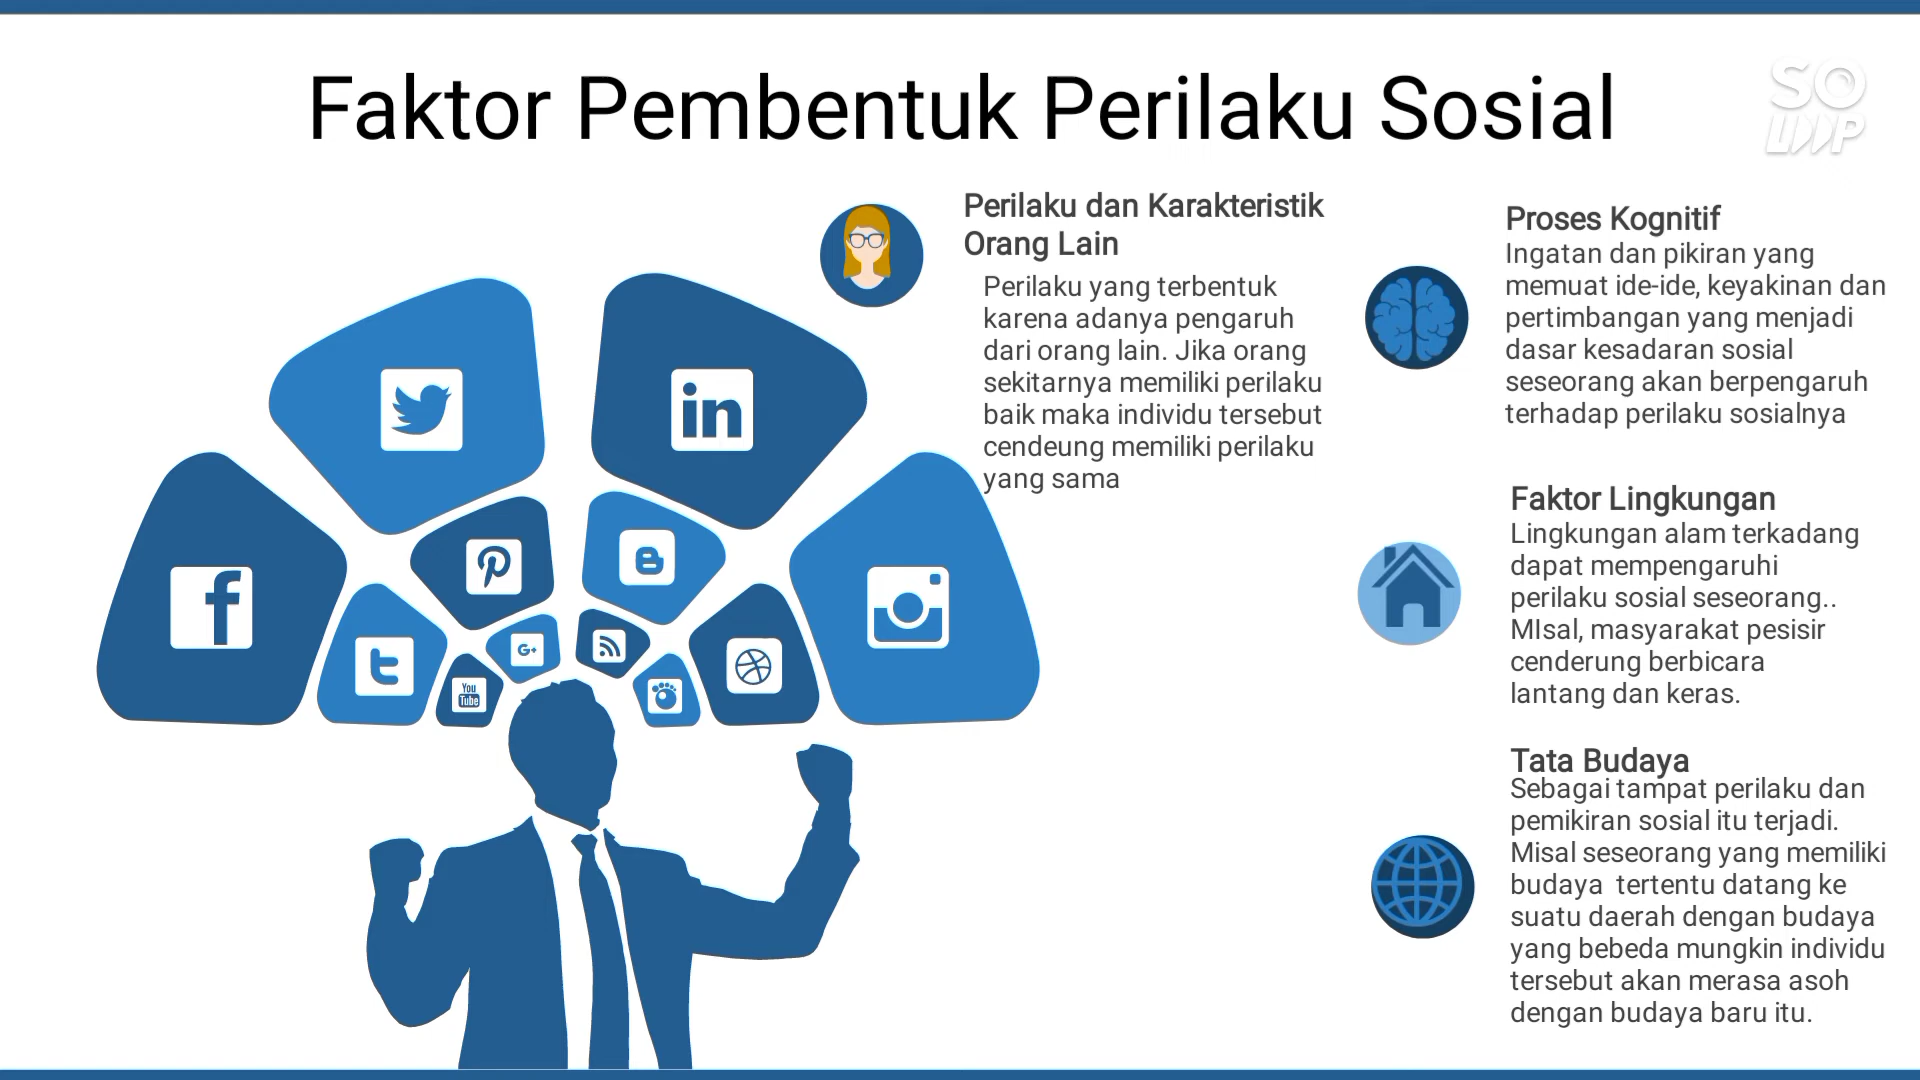 Faktor Pembentuk Perilaku Sosial
SO
LOOP
Perilaku dan Karakteristik
Orang Lain
Perilaku yang terbentuk
karena adanya pengaruh
dari orang lain. Jika orang
sekitarnya memiliki perilaku
baik maka individu tersebut
cendeung memiliki perilaku
yang sama
Proses Kognitif
Ingatan dan pikiran yang
memuat ide-ide, keyakinan dan
pertimbangan yang menjadi
dasar kesadaran sosial
seseorang akan berpengaruh
terhadap perilaku sosialnya
Faktor Lingkungan
Lingkungan alam terkadang
dapat mempengaruhi
perilaku sosial seseorang..
MIsal, masyarakat pesisir
cenderung berbicara
lantang dan keras.
Tata Budaya
Sebagai tampat perilaku dan
pemikiran sosial itu terjadi.
Misal seseorang yang memiliki
budaya  tertentu datang ke
suatu daerah dengan budaya
yang bebeda mungkin individu
tersebut akan merasa asoh
dengan budaya baru itu.
in
f
t
G+
You
Tube